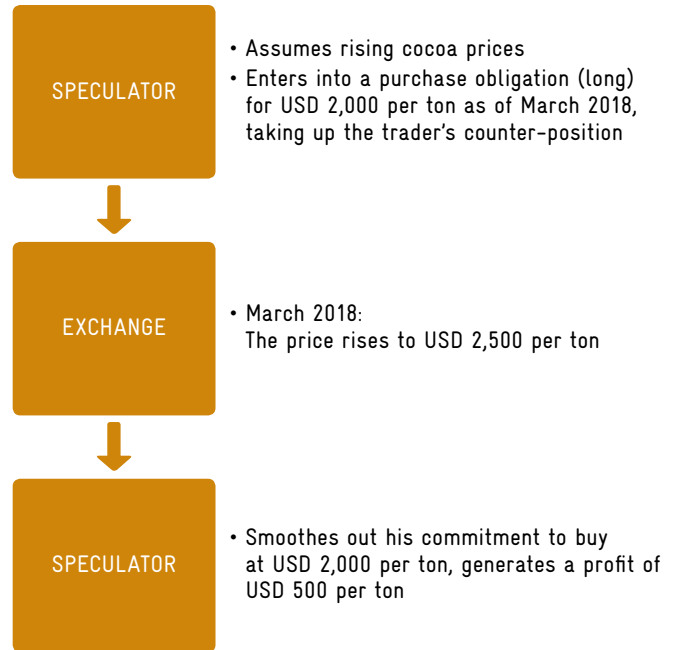 SPECULATOR
• Assumes rising cocoa prices
• Enters into a purchase obligation (long)
for USD 2,000 per ton as of March 2018,
taking up the trader's counter-position
EXCHANGE
• March 2018:
The price rises to USD 2,500 per ton
SPECULATOR
• Smoothes out his commitment to buy
at USD 2,000 per ton, generates a profit of
USD 500 per ton